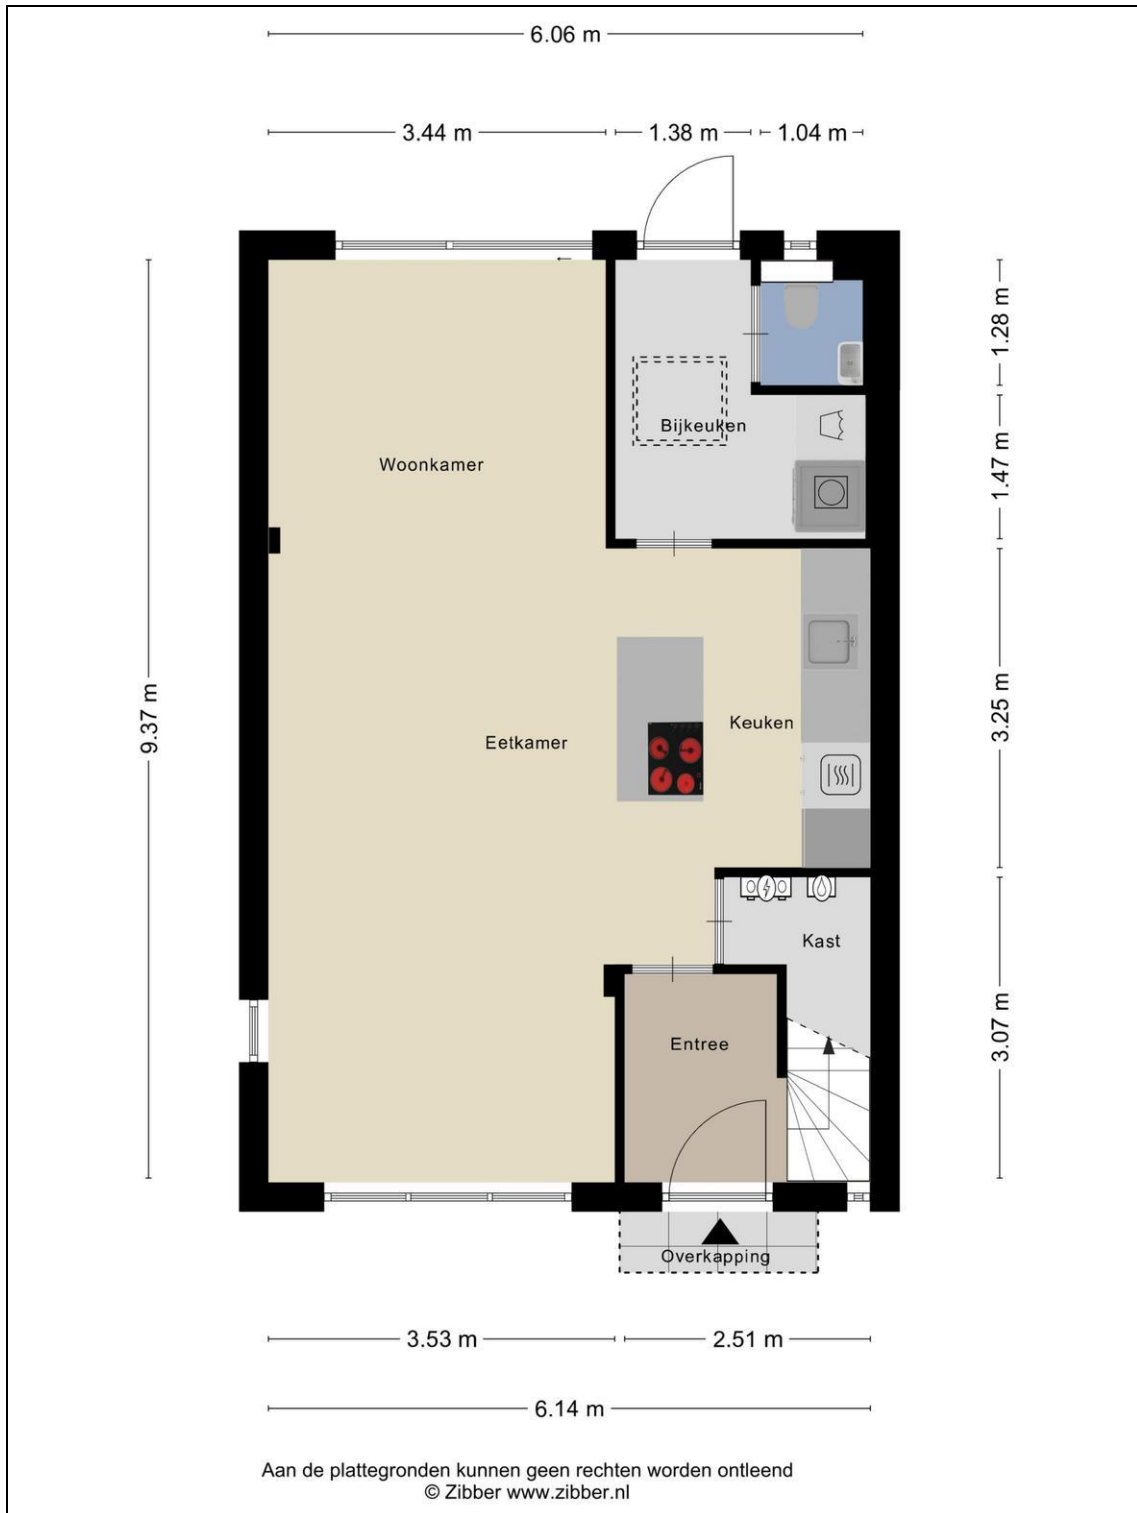 6.06 m
3.44 m
1.38 m
1.04 m
1.28 m
Bijkeuken
1.47 m
Woonkamer
9.37 m
3.25 m
Keuken
Eetkamer
Kast
3.07 m
Entree
Overkapping
3.53 m
2.51 m
6.14 m
Aan de plattegronden kunnen geen rechten worden ontleend
© Zibber www.zibber.nl